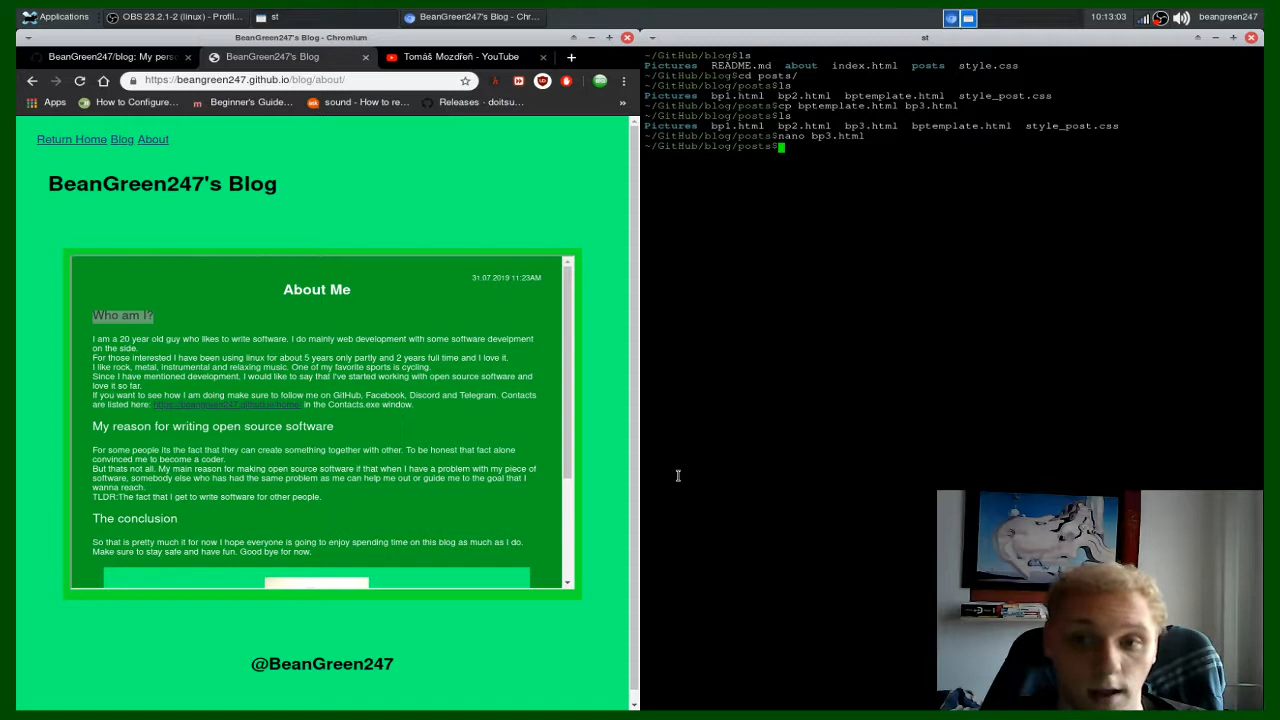 Applications
OBS 23.2.1-2 (linux) - Profil...
st
BeanGreen247's Blog - Chr...
10:13:03
beangreen247
BeanGreen247's Blog - Chromium
BeanGreen247/blog: My pers
BeanGreen247's Blog
Tomáš Mozdřeň - YouTube
https://beangreen247.github.io/blog/about/
Apps
How to Configure...
Beginner's Guide...
sound - r...
Releases · doitsu...
»
Return Home Blog About
BeanGreen247's Blog
31.07.2019 11:23AM
About Me
Who am I?
I am a 20 year old guy who likes to write software. I do mainly web development with some software develpment
on the side.
For those interested I have been using linux for about 5 years only partly and 2 years full time and I love it.
I like rock, metal, instrumental and relaxing music. One of my favorite sports is cycling.
Since I have mentioned development, I would like to say that I've started working with open source software and
love it so far.
If you want to see how I am doing make sure to follow me on GitHub, Facebook, Discord and Telegram. Contacts
are listed here: https://beangreen247.github.io/home/ in the Contacts.exe window.
My reason for writing open source software
For some people Its the fact that they can create something together with other. To be honest that fact alone
convinced me to become a coder.
But thats not all. My main reason for making open source software if that when I have a problem with my piece of
software, somebody else who has had the same problem as me can help me out or guide me to the goal that I
wanna reach.
TLDR:The fact that I get to write software for other people.
The conclusion
So that is pretty much it for now I hope everyone is going to enjoy spending time on this blog as much as I do.
Make sure to stay safe and have fun. Good bye for now.
@BeanGreen247
st
~/GitHub/blog$ls
Pictures README.md about index.html posts style.css
~/GitHub/blog$cd posts/
~/GitHub/blog/posts$ls
Pictures bp1.html bp2.html bptemplate.html style_post.css
~/GitHub/blog/posts$cp bptemplate.html bp3.html
~/GitHub/blog/posts$ls
Pictures bp1.html bp2.html bp3.html bptemplate.html style_post.css
~/GitHub/blog/posts$nano bp3.html
~/GitHub/blog/posts$